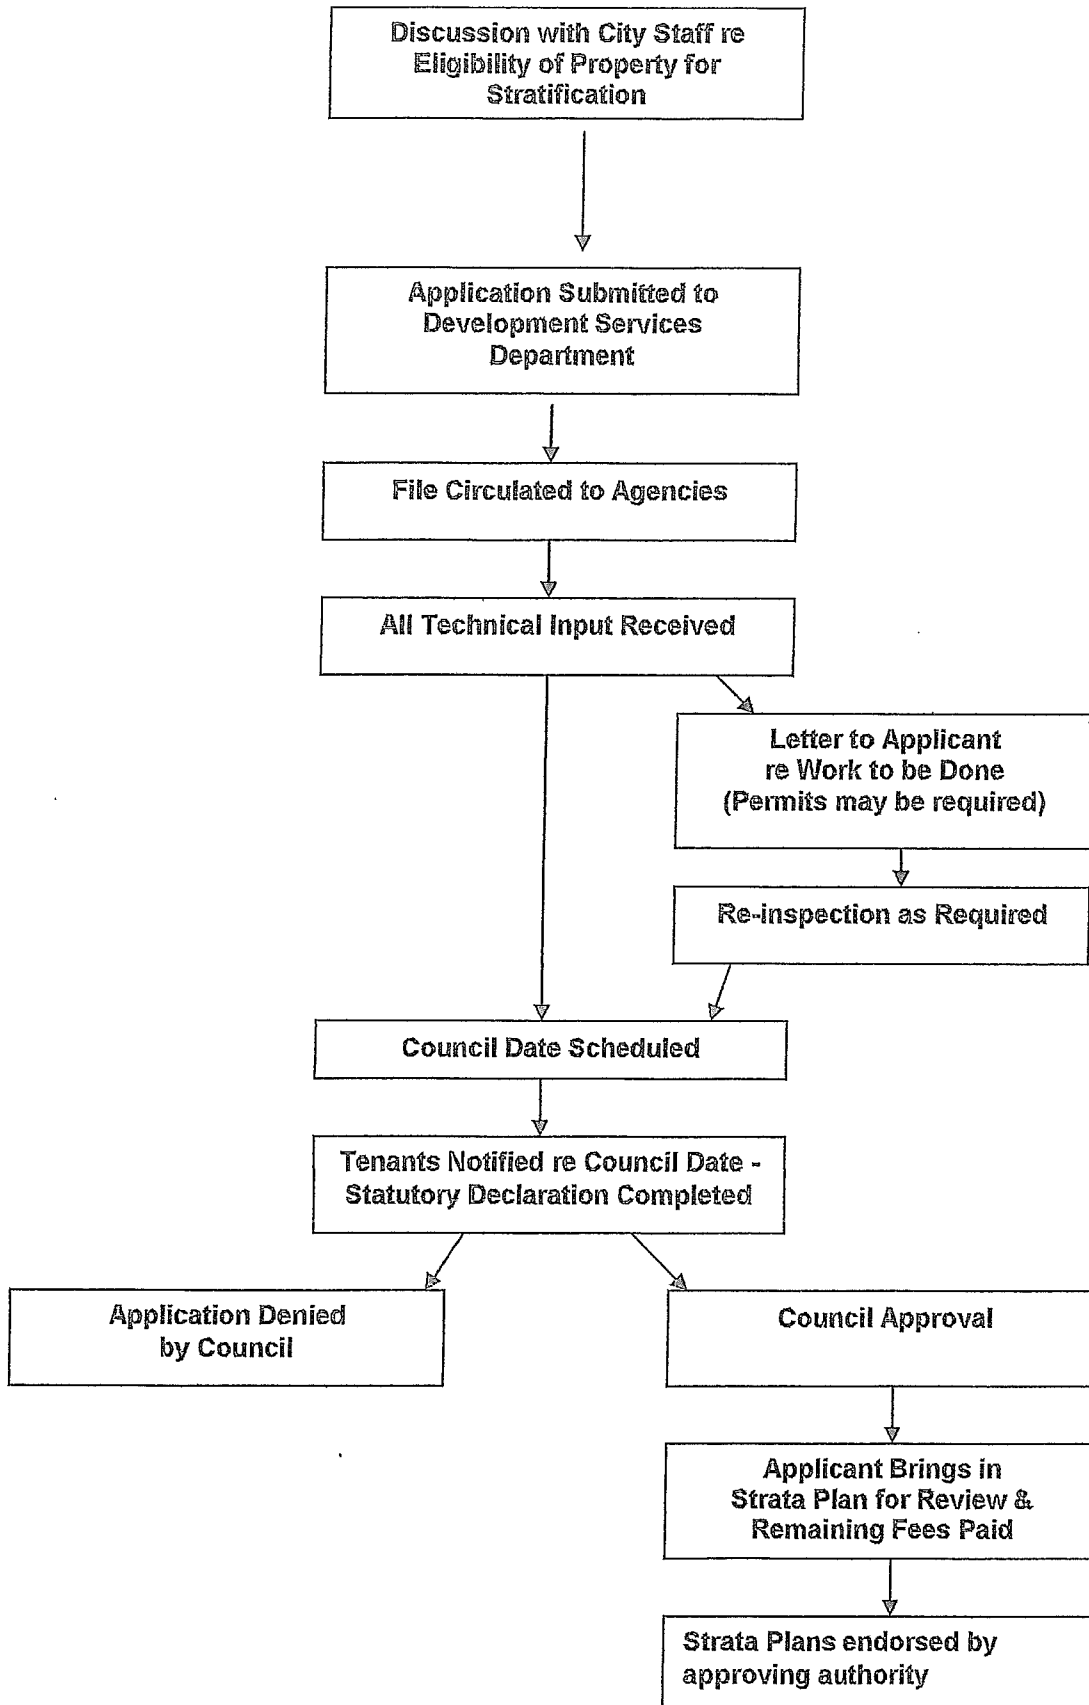 Discussion with City Staff re
Eligibility of Property for
Stratification
Application Submitted to
Development Services
Department
File Circulated to Agencies
All Technical Input Received
Letter to Applicant
re Work to be Done
(Permits may be required)
Re-inspection as Required
Council Date Scheduled
Tenants Notified re Council Date -
Statutory Declaration Completed
Application Denied
by Council
Council Approval
Applicant Brings in
Strata Plan for Review &
Remaining Fees Paid
Strata Plans endorsed by
approving authority